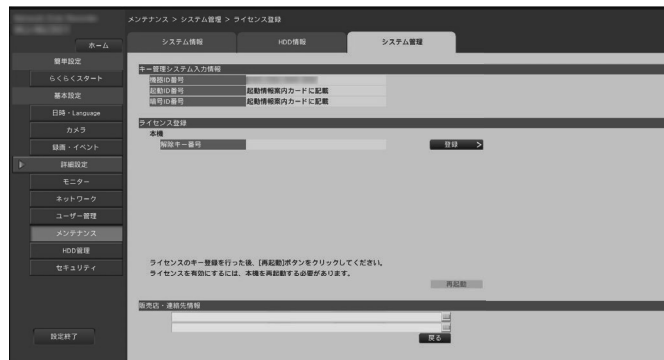 メンテナンス > システム管理 > ライセンス登録
ホーム
システム情報
HDD情報
システム管理
簡単設定
らくらくスタート
基本設定
日時・Language
カメラ
録画・イベント
詳細設定
モニター
ネットワーク
ユーザー管理
メンテナンス
HDD管理
セキュリティ
設定終了
キー管理システム入力情報
機器ID番号
起動ID番号 起動情報案内カードに記載
暗号ID番号 起動情報案内カードに記載
ライセンス登録
本機
解除キー番号
登録 >
ライセンスのキー登録を行った後、[再起動]ボタンをクリックしてください。
ライセンスを有効にするには、本機を再起動する必要があります。
再起動
販売店・連絡先情報
戻る